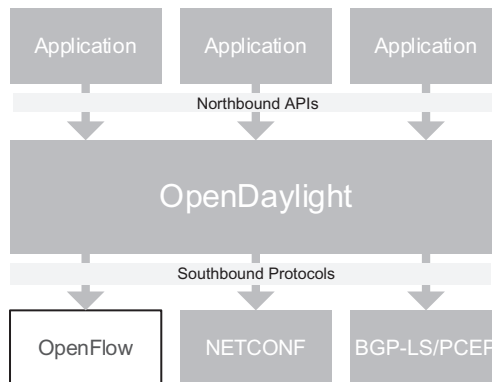 Application Application Application
Northbound APIs
OpenDaylight
Southbound Protocols
OpenFlow NETCONF BGP-LS/PCEP